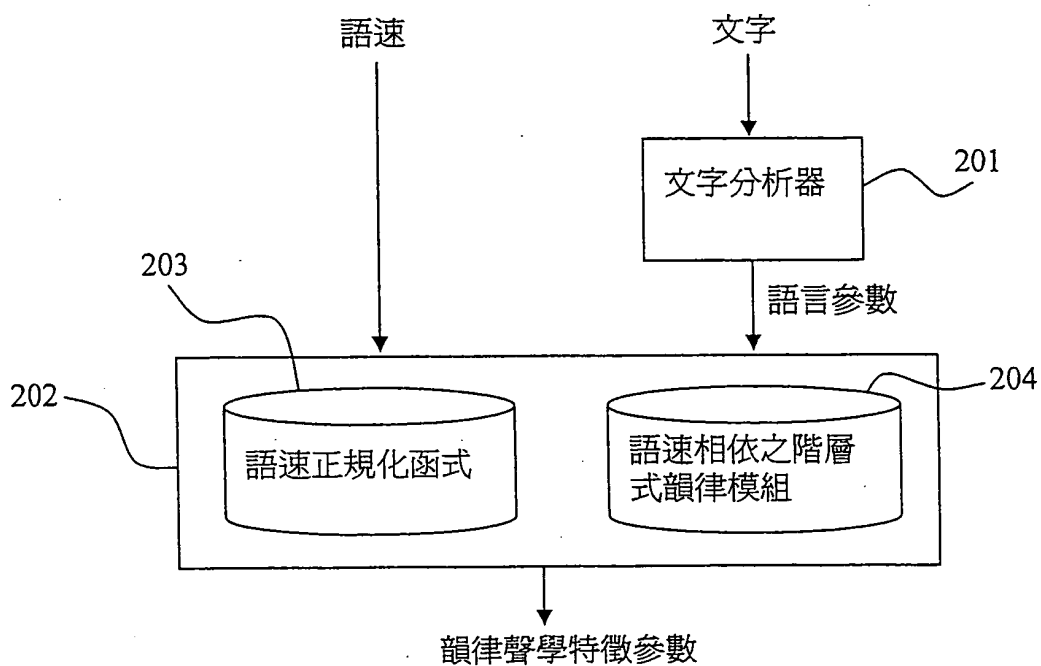 語速
文字
文字分析器
201
語言參數
203
204
202
語速正規化函式
語速相依之階層
式韻律模組
韻律聲學特徵參數